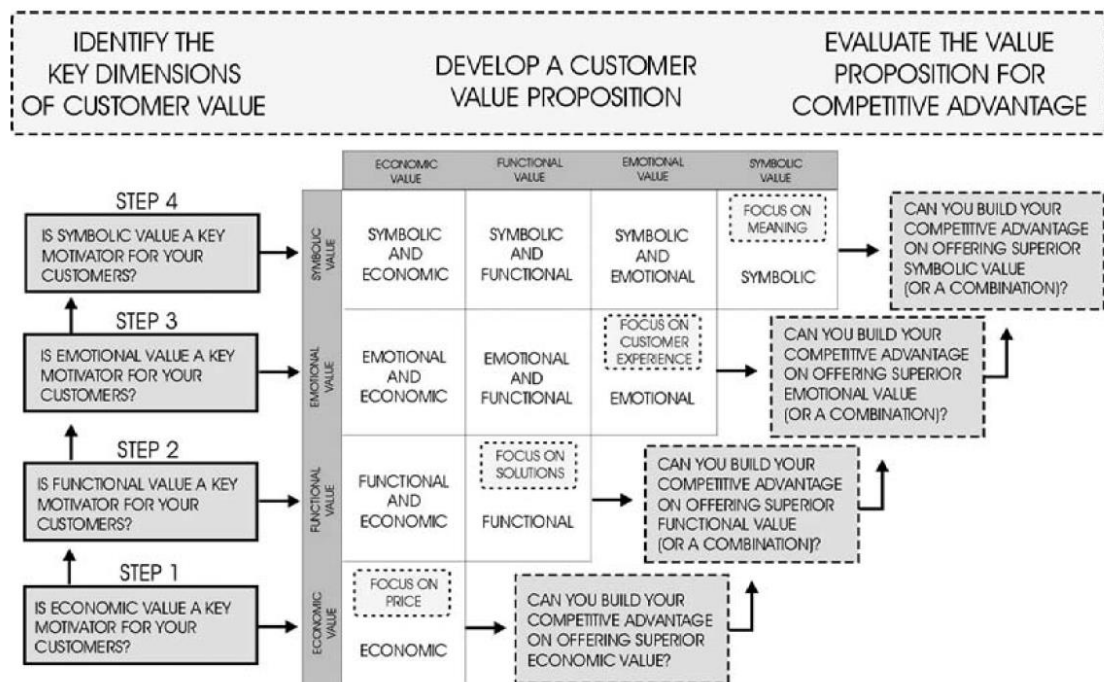 IDENTIFY THE
KEY DIMENSIONS
OF CUSTOMER VALUE
DEVELOP A CUSTOMER
VALUE PROPOSITION
EVALUATE THE VALUE
PROPOSITION FOR
COMPETITIVE ADVANTAGE
ECONOMIC
VALUE
FUNCTIONAL
VALUE
EMOTIONAL
VALUE
SYMBOLIC
VALUE
STEP 4
IS SYMBOLIC VALUE A KEY
MOTIVATOR FOR YOUR
CUSTOMERS?
SYMBOLIC
VALUE
SYMBOLIC
AND
ECONOMIC
SYMBOLIC
AND
FUNCTIONAL
SYMBOLIC
AND
EMOTIONAL
FOCUS ON
MEANING
SYMBOLIC
CAN YOU BUILD YOUR
COMPETITIVE ADVANTAGE
ON OFFERING SUPERIOR
SYMBOLIC VALUE
(OR A COMBINATION)?
STEP 3
IS EMOTIONAL VALUE A KEY
MOTIVATOR FOR YOUR
CUSTOMERS?
EMOTIONAL
VALUE
EMOTIONAL
AND
ECONOMIC
EMOTIONAL
AND
FUNCTIONAL
FOCUS ON
CUSTOMER
EXPERIENCE
EMOTIONAL
CAN YOU BUILD YOUR
COMPETITIVE ADVANTAGE
ON OFFERING SUPERIOR
EMOTIONAL VALUE
(OR A COMBINATION)?
STEP 2
IS FUNCTIONAL VALUE A KEY
MOTIVATOR FOR YOUR
CUSTOMERS?
FUNCTIONAL
VALUE
FUNCTIONAL
AND
ECONOMIC
FOCUS ON
SOLUTIONS
FUNCTIONAL
CAN YOU BUILD YOUR
COMPETITIVE ADVANTAGE
ON OFFERING SUPERIOR
FUNCTIONAL VALUE
(OR A COMBINATION)?
STEP 1
IS ECONOMIC VALUE A KEY
MOTIVATOR FOR YOUR
CUSTOMERS?
ECONOMIC
VALUE
FOCUS ON
PRICE
ECONOMIC
CAN YOU BUILD YOUR
COMPETITIVE ADVANTAGE
ON OFFERING SUPERIOR
ECONOMIC VALUE?